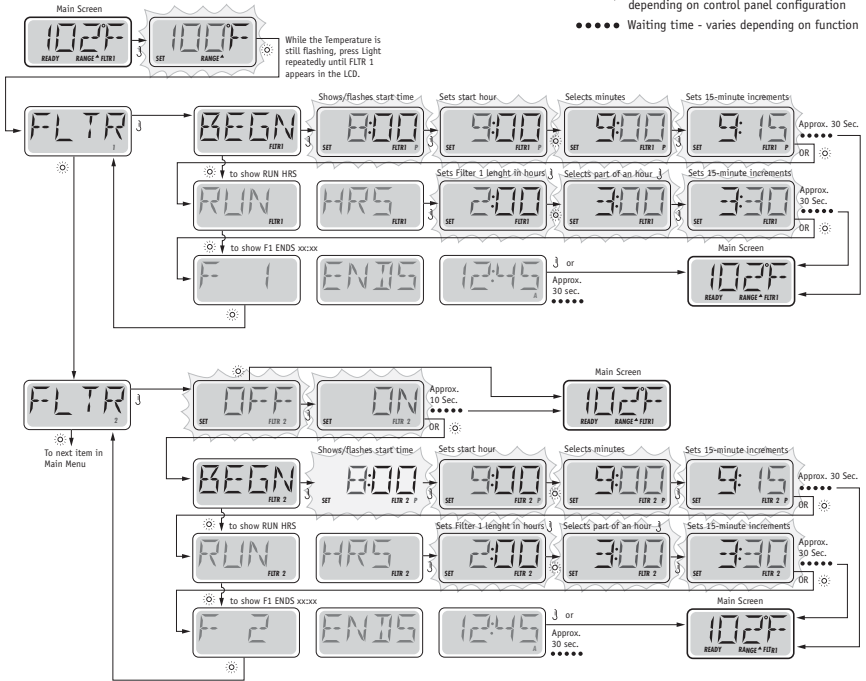 depending on control panel configuration
Waiting time - varies depending on function
Main Screen
102°F
READY RANGE FLTR1
100°F
SET RANGE
While the Temperature is
still flashing, press Light
repeatedly until FLTR 1
appears in the LCD.
FLTR
1
BEGN
FLTR1
Shows/flashes start time
8:00
SET FLTR1 P
Sets start hour
9:00
SET FLTR1 P
Selects minutes
9:00
SET FLTR1 P
Sets 15-minute increments
9:15
SET FLTR1 P
Approx. 30 Sec.
OR
to show RUN HRS
RUN
FLTR1
HRS
FLTR1
Sets Filter 1 lenght in hours
2:00
SET FLTR1
Selects part of an hour
3:00
SET FLTR1
Sets 15-minute increments
3:30
SET FLTR1
Approx.
30 Sec.
OR
to show F1 ENDS xx:xx
F 1
ENDS
12:45
A
or
Approx.
30 sec.
Main Screen
102°F
READY RANGE FLTR1
FLTR
2
To next item in
Main Menu
OFF
SET FLTR 2
ON
SET FLTR 2
Approx.
10 Sec.
OR
Main Screen
102°F
READY RANGE FLTR1
BEGN
FLTR 2
Shows/flashes start time
8:00
SET FLTR 2 P
Sets start hour
9:00
SET FLTR 2 P
Selects minutes
9:00
SET FLTR 2 P
Sets 15-minute increments
9:15
SET FLTR 2 P
Approx. 30 Sec.
OR
to show RUN HRS
RUN
FLTR 2
HRS
FLTR 2
Sets Filter 1 lenght in hours
2:00
SET FLTR 2
Selects part of an hour
3:00
SET FLTR 2
Sets 15-minute increments
3:30
SET FLTR 2
Approx.
30 Sec.
OR
to show F1 ENDS xx:xx
F 2
ENDS
12:45
A
or
Approx.
30 sec.
Main Screen
102°F
READY RANGE FLTR1